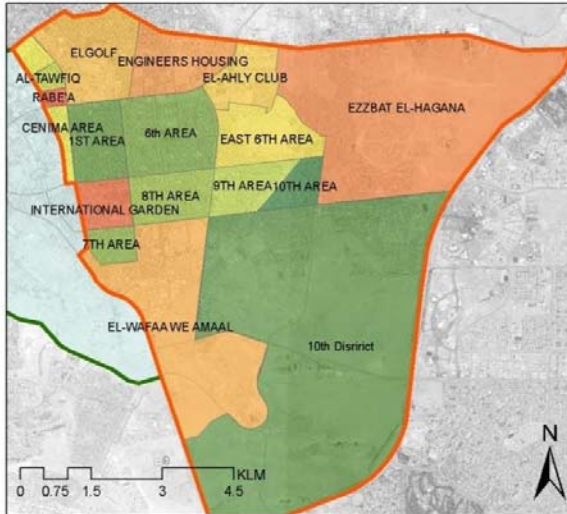 ELGOLF
ENGINEERS HOUSING
AL-TAWFIQ
EL-AHLY CLUB
RABE'A
EZZBAT EL-HAGANA
CENIMA AREA
1ST AREA
6th AREA
EAST 6TH AREA
8TH AREA
9TH AREA
10TH AREA
INTERNATIONAL GARDEN
7TH AREA
EL-WAFAA WE AMAAL
10th Disririct
N
KLM
0 0.75 1.5 3 4.5